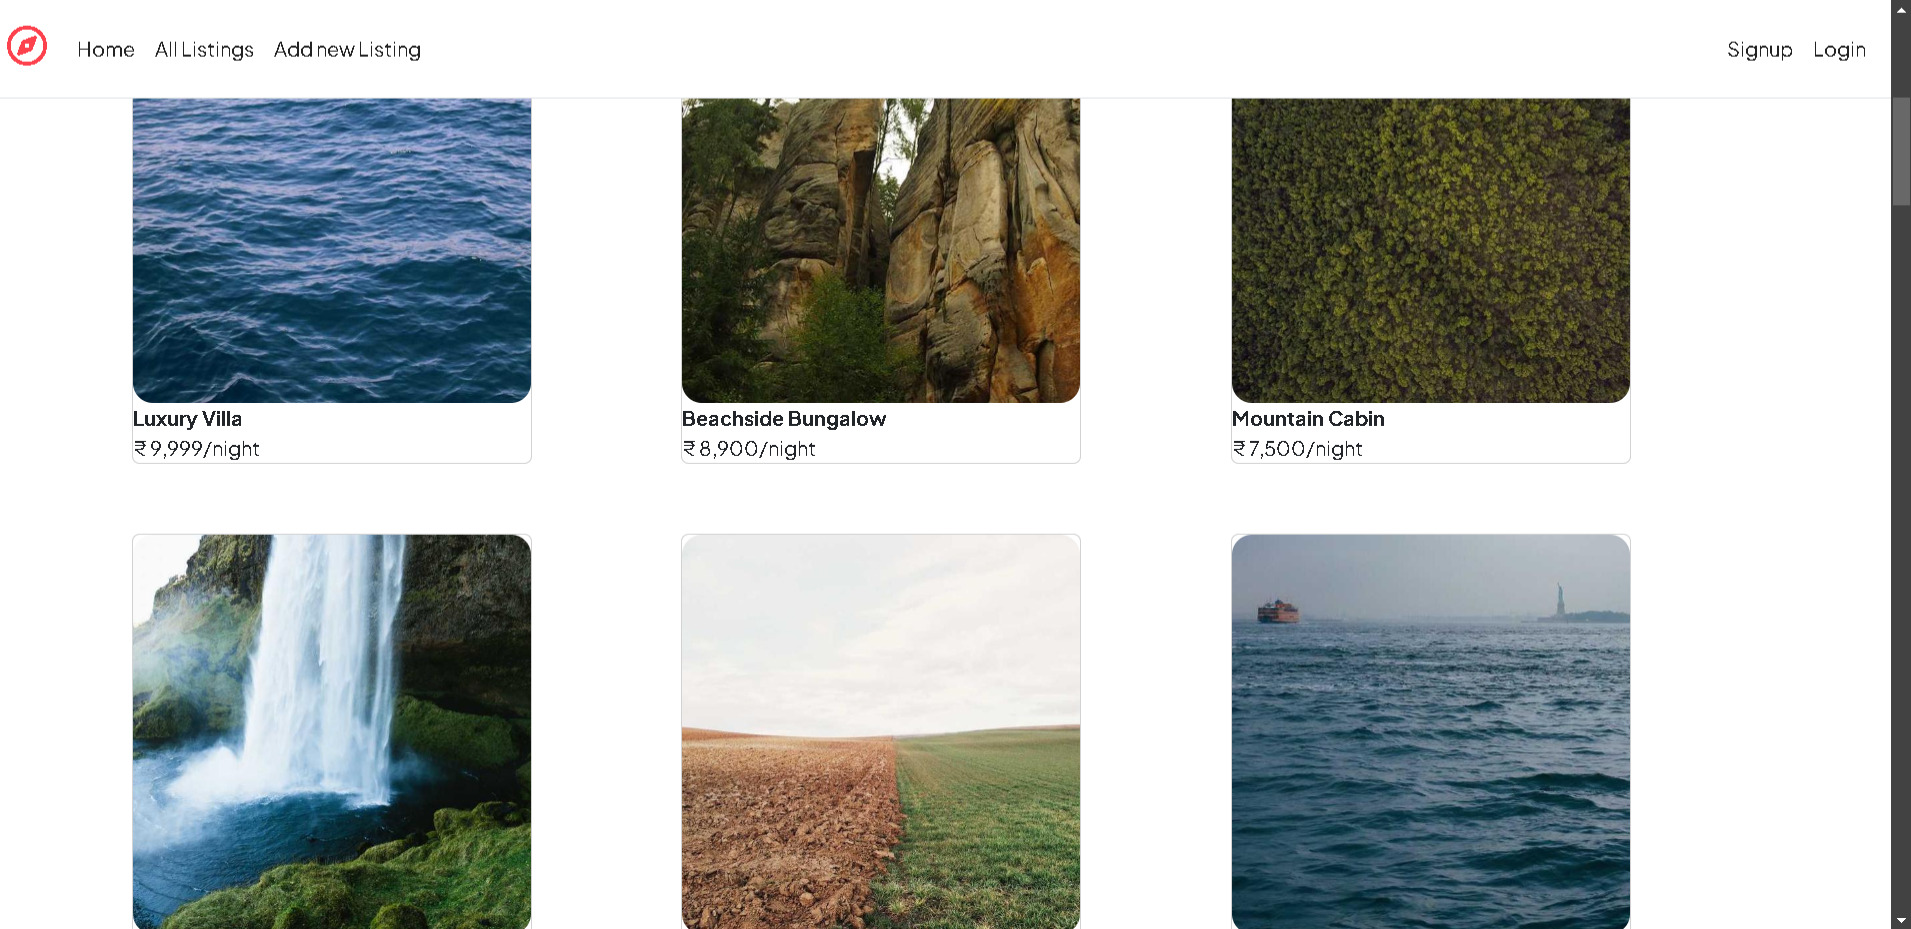 Home All Listings Add new Listing Signup Login
Luxury Villa
₹ 9,999/night
Beachside Bungalow
₹ 8,900/night
Mountain Cabin
₹ 7,500/night